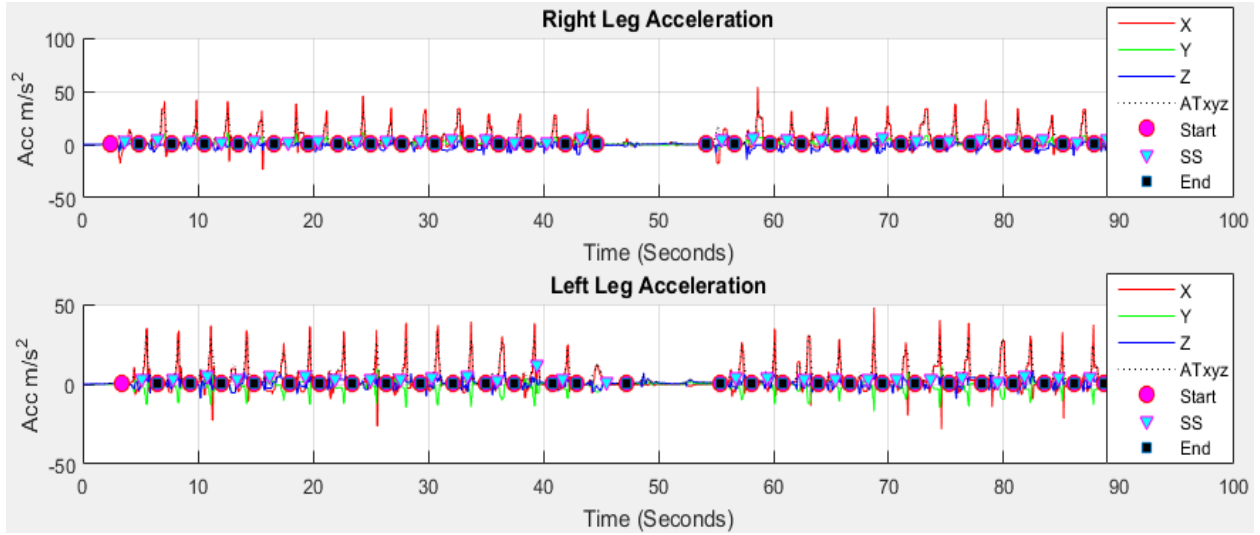 Right Leg Acceleration
Acc m/s²
100
50
0
-50
0 10 20 30 40 50 60 70 80 90 100
Time (Seconds)
X
Y
Z
ATxyz
Start
SS
End
Left Leg Acceleration
Acc m/s²
50
0
-50
0 10 20 30 40 50 60 70 80 90 100
Time (Seconds)
X
Y
Z
ATxyz
Start
SS
End